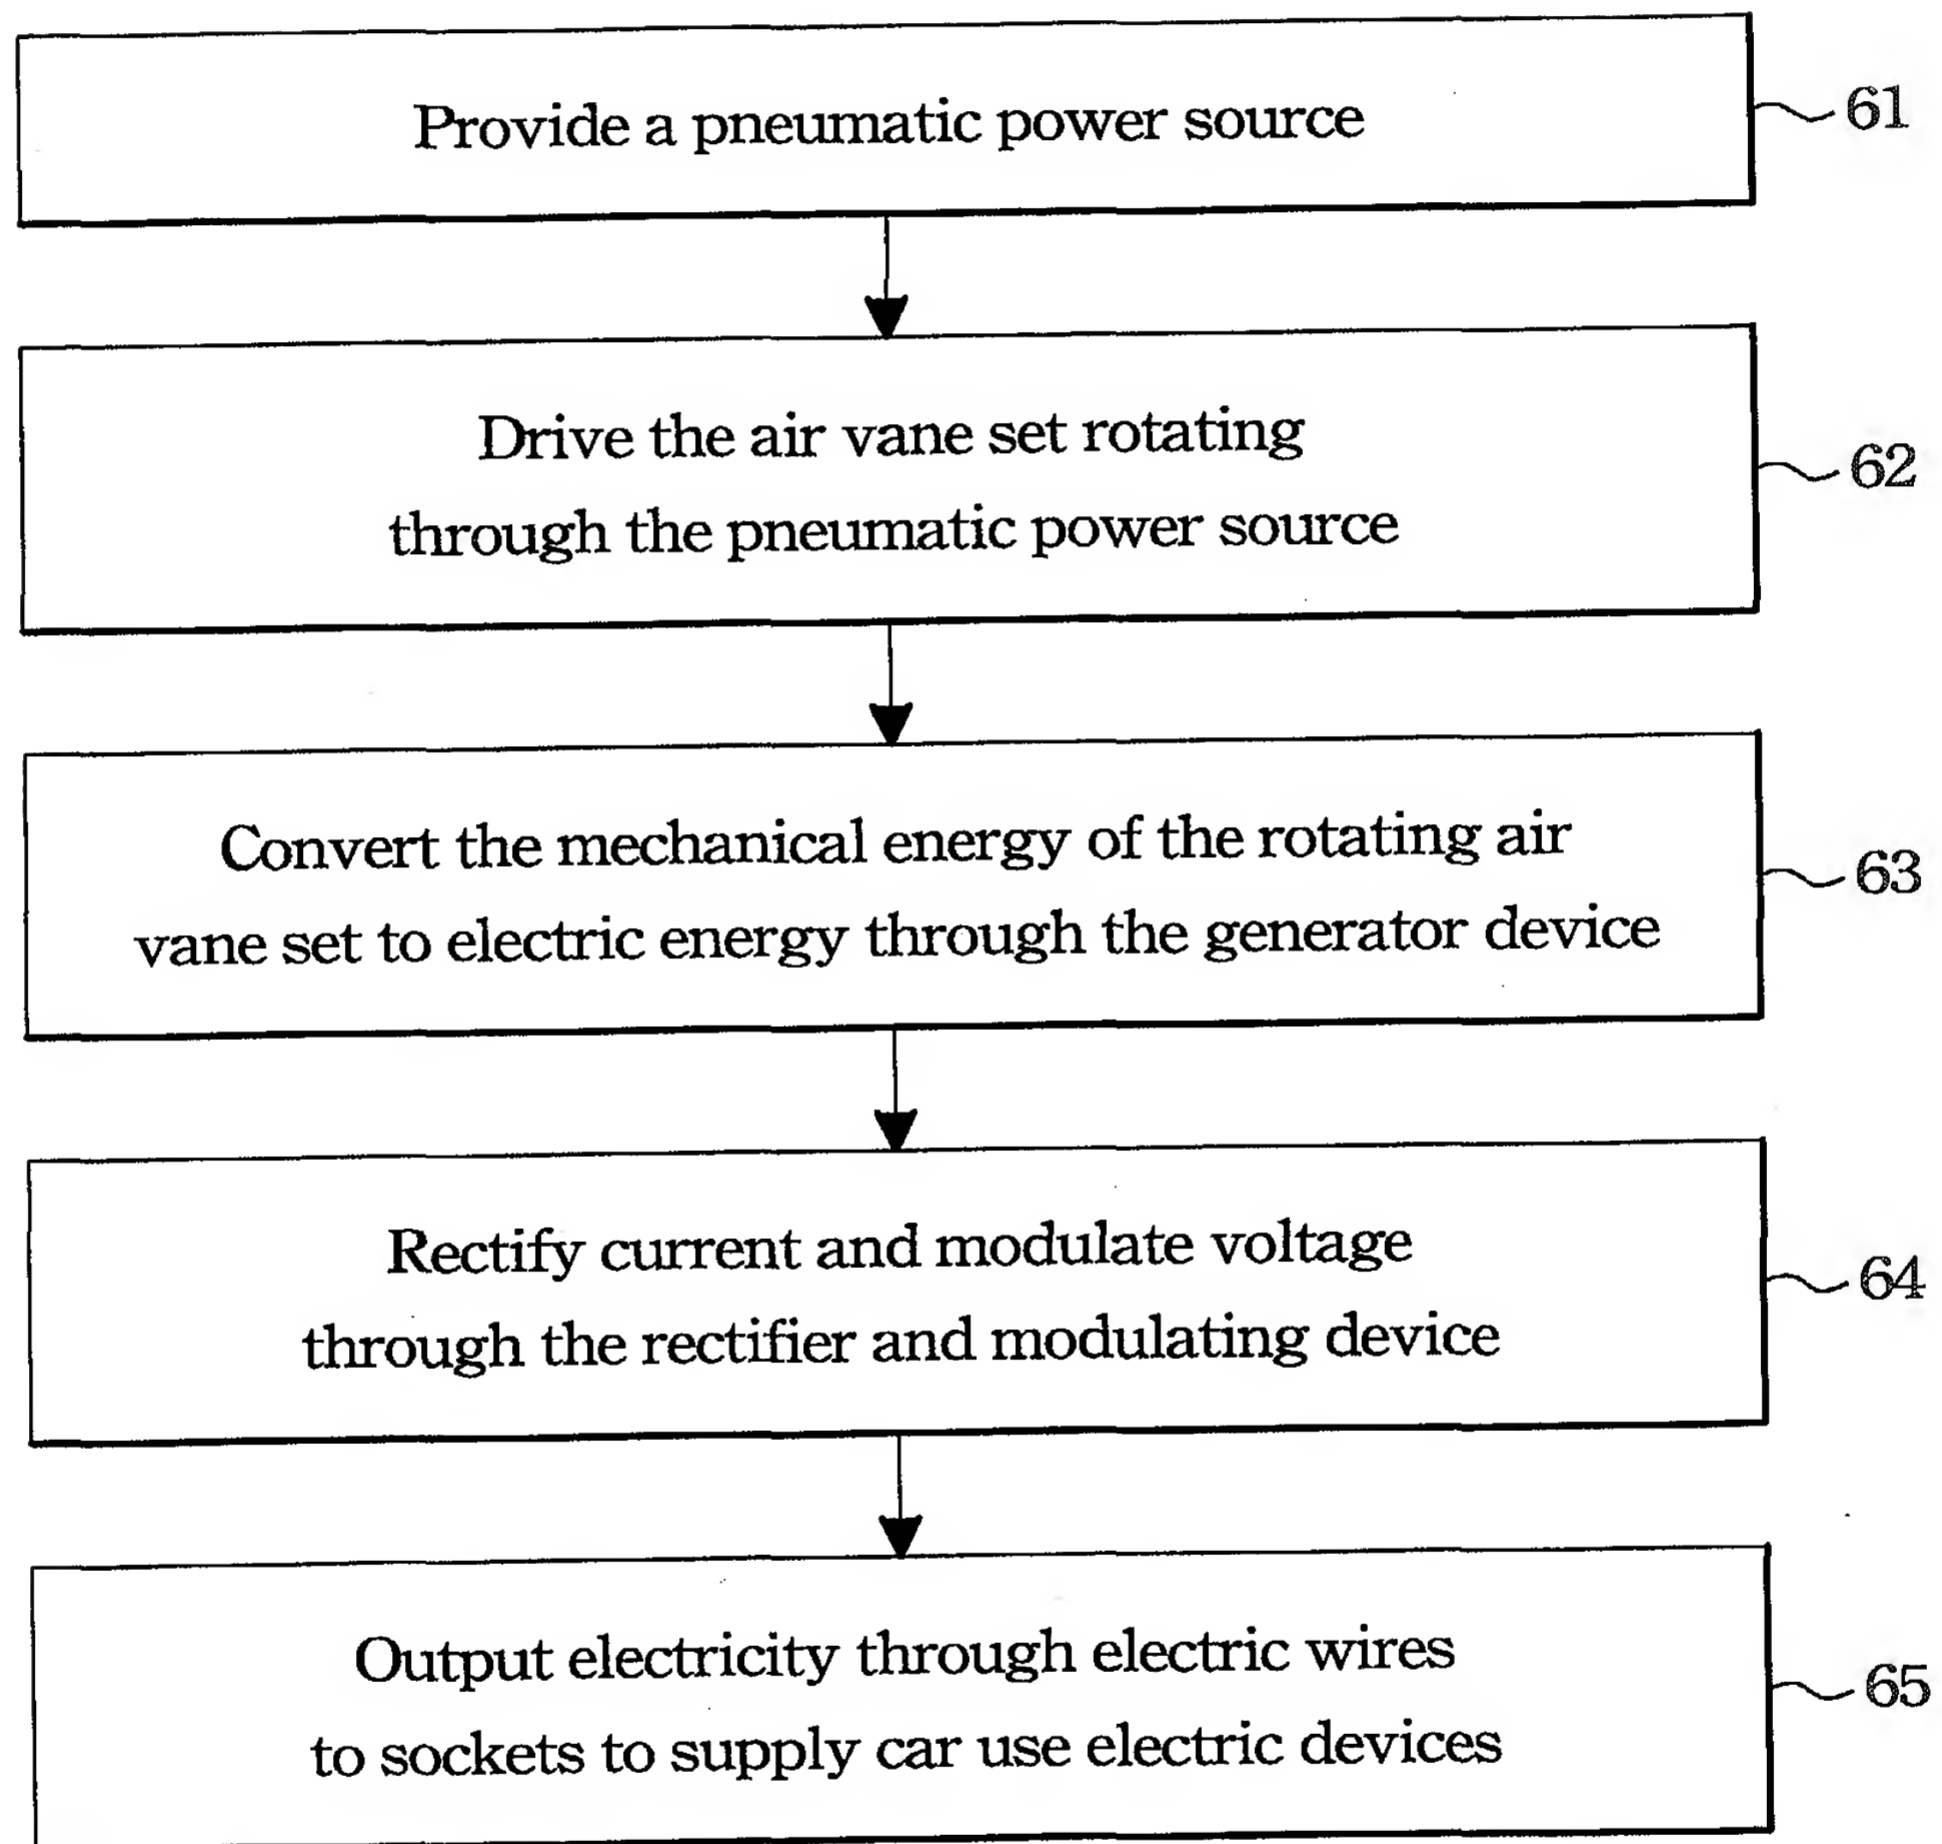 Provide a pneumatic power source
61
Drive the air vane set rotating
through the pneumatic power source
62
Convert the mechanical energy of the rotating air
vane set to electric energy through the generator device
63
Rectify current and modulate voltage
through the rectifier and modulating device
64
Output electricity through electric wires
to sockets to supply car use electric devices
65